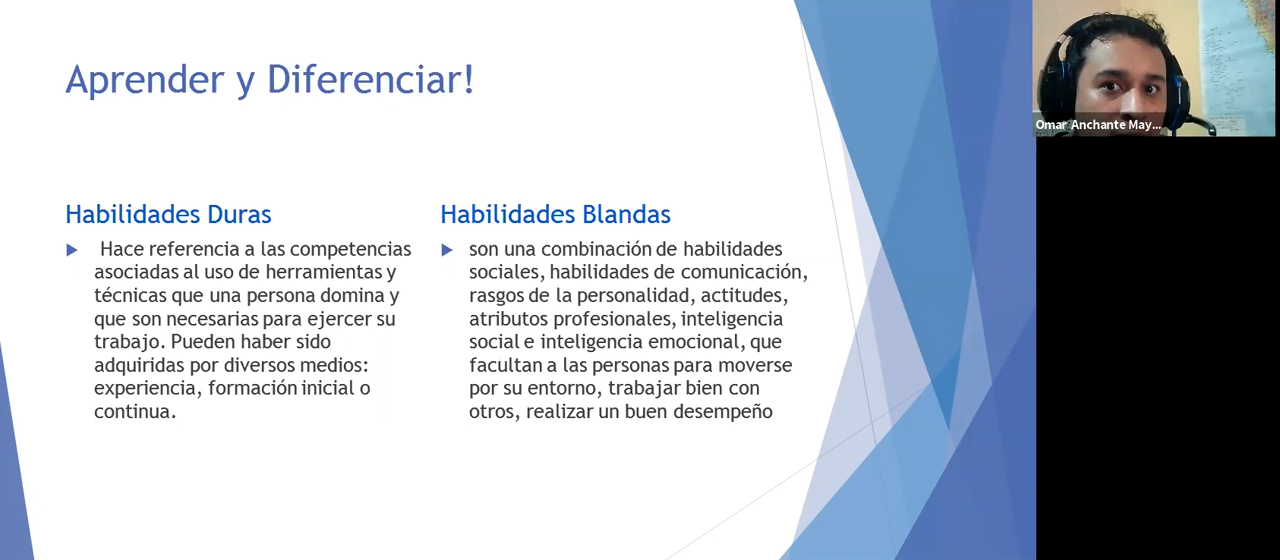 Aprender y Diferenciar!
Habilidades Duras
Hace referencia a las competencias
asociadas al uso de herramientas y
técnicas que una persona domina y
que son necesarias para ejercer su
trabajo. Pueden haber sido
adquiridas por diversos medios:
experiencia, formación inicial o
continua.
Habilidades Blandas
son una combinación de habilidades
sociales, habilidades de comunicación,
rasgos de la personalidad, actitudes,
atributos profesionales, inteligencia
social e inteligencia emocional, que
facultan a las personas para moverse
por su entorno, trabajar bien con
otros, realizar un buen desempeño
Omar Anchante May...